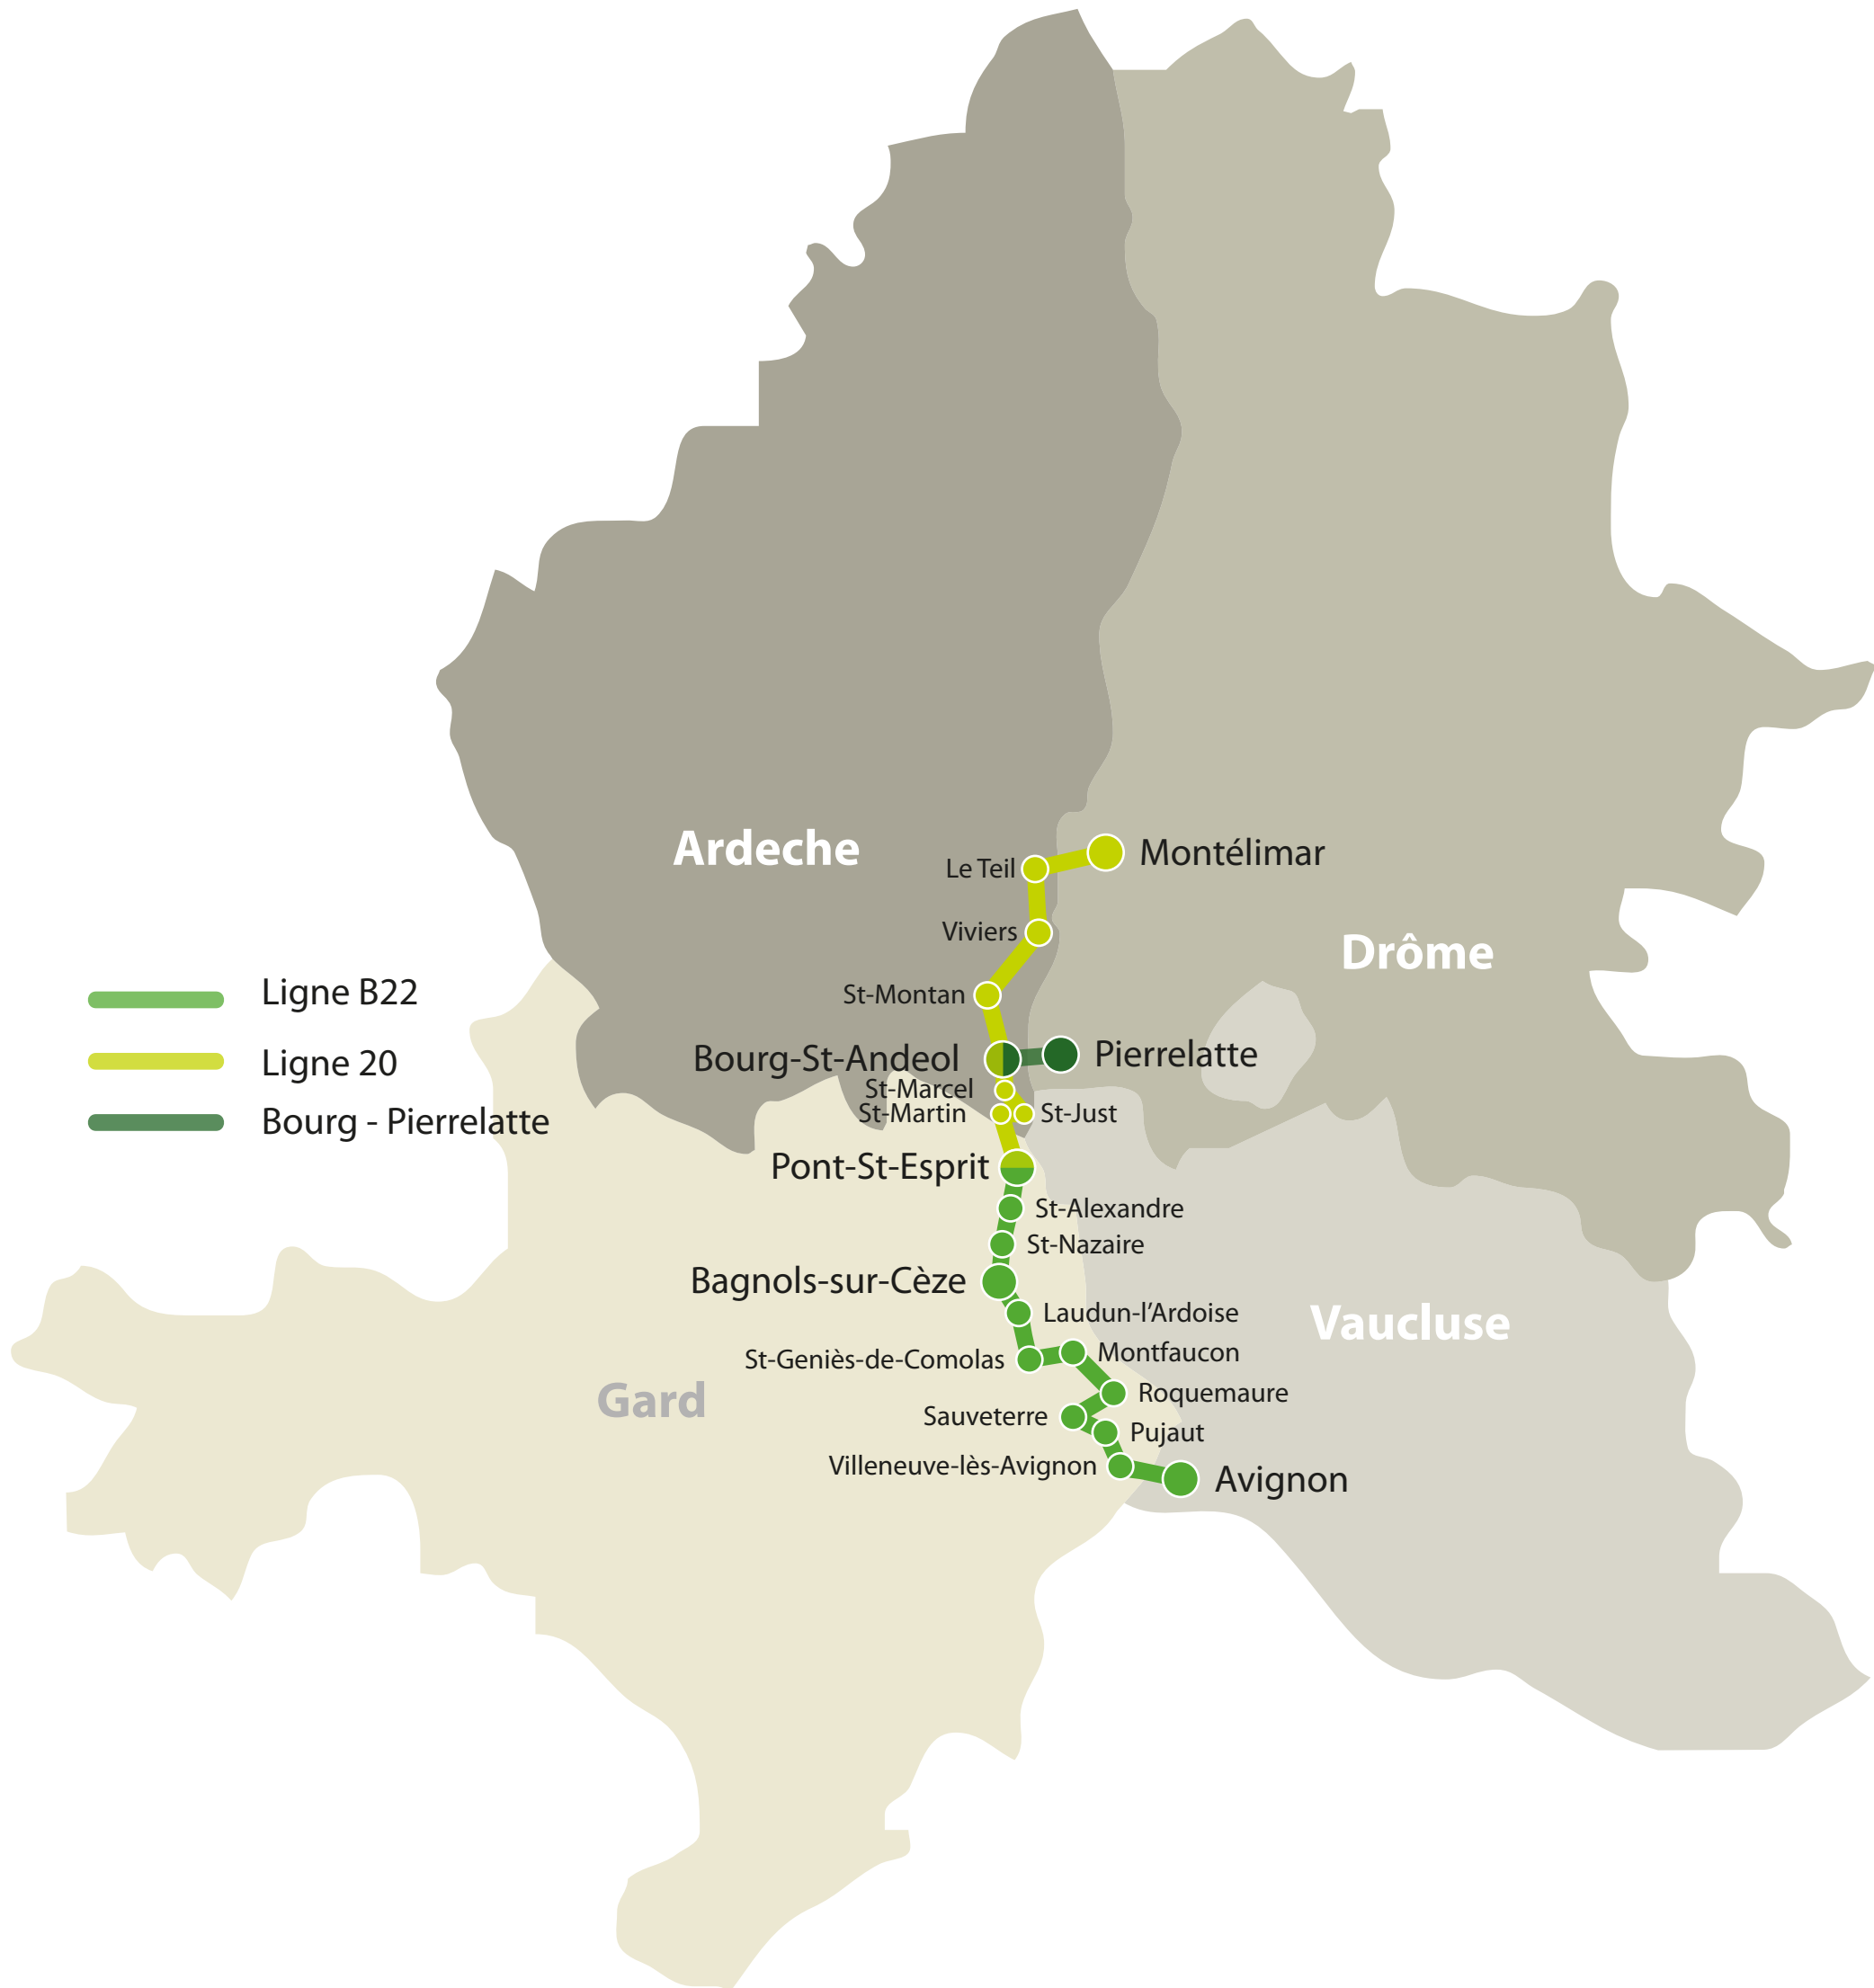 Ardeche
Montélimar
Le Teil
Viviers
Drôme
St-Montan
Ligne B22
Ligne 20
Bourg - Pierrelatte
Bourg-St-Andeol
Pierrelatte
St-Marcel
St-Martin
St-Just
Pont-St-Esprit
St-Alexandre
St-Nazaire
Bagnols-sur-Cèze
Laudun-l'Ardoise
Vaucluse
St-Geniès-de-Comolas
Montfaucon
Gard
Roquemaure
Sauveterre
Pujaut
Villeneuve-lès-Avignon
Avignon